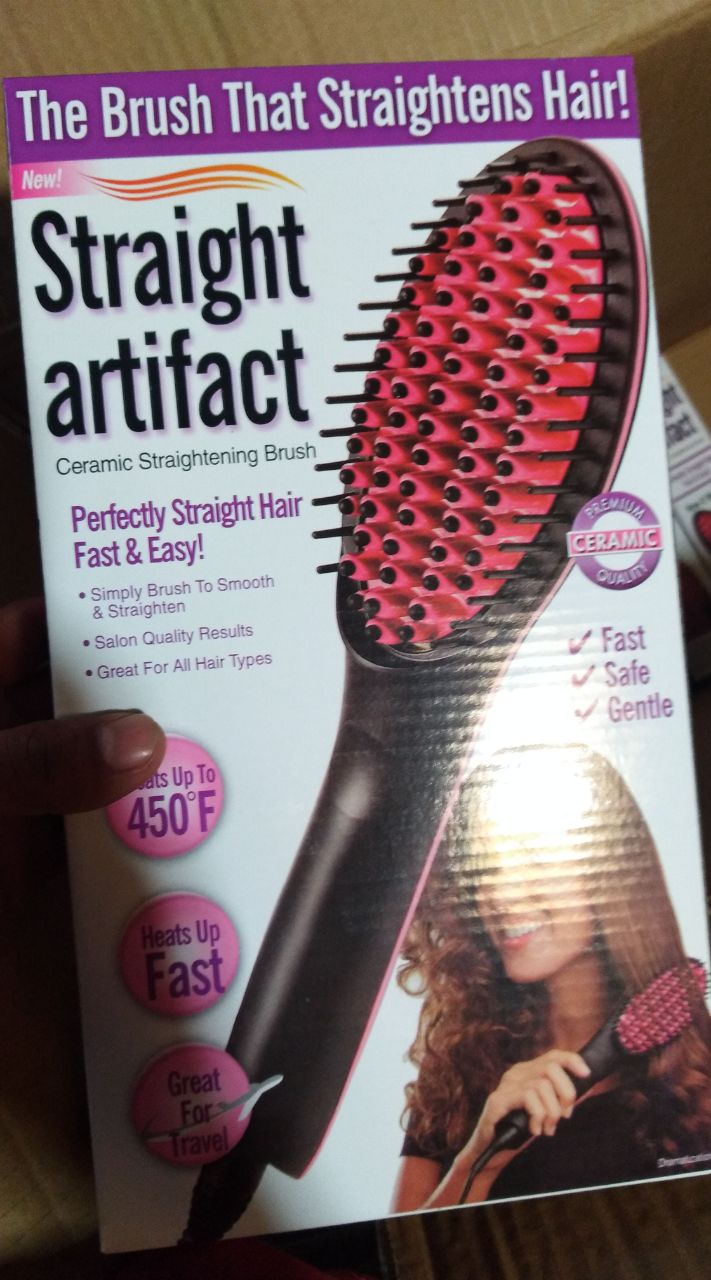 The Brush That Straightens Hair!
New!
Straight
artifact
Ceramic Straightening Brush
Perfectly Straight Hair
Fast & Easy!
• Simply Brush To Smooth
& Straighten
• Salon Quality Results
• Great For All Hair Types
PREMIUM
CERAMIC
QUALITY
✓ Fast
✓ Safe
✓ Gentle
Up To
450°F
Heats Up
Fast
Great
For
Travel